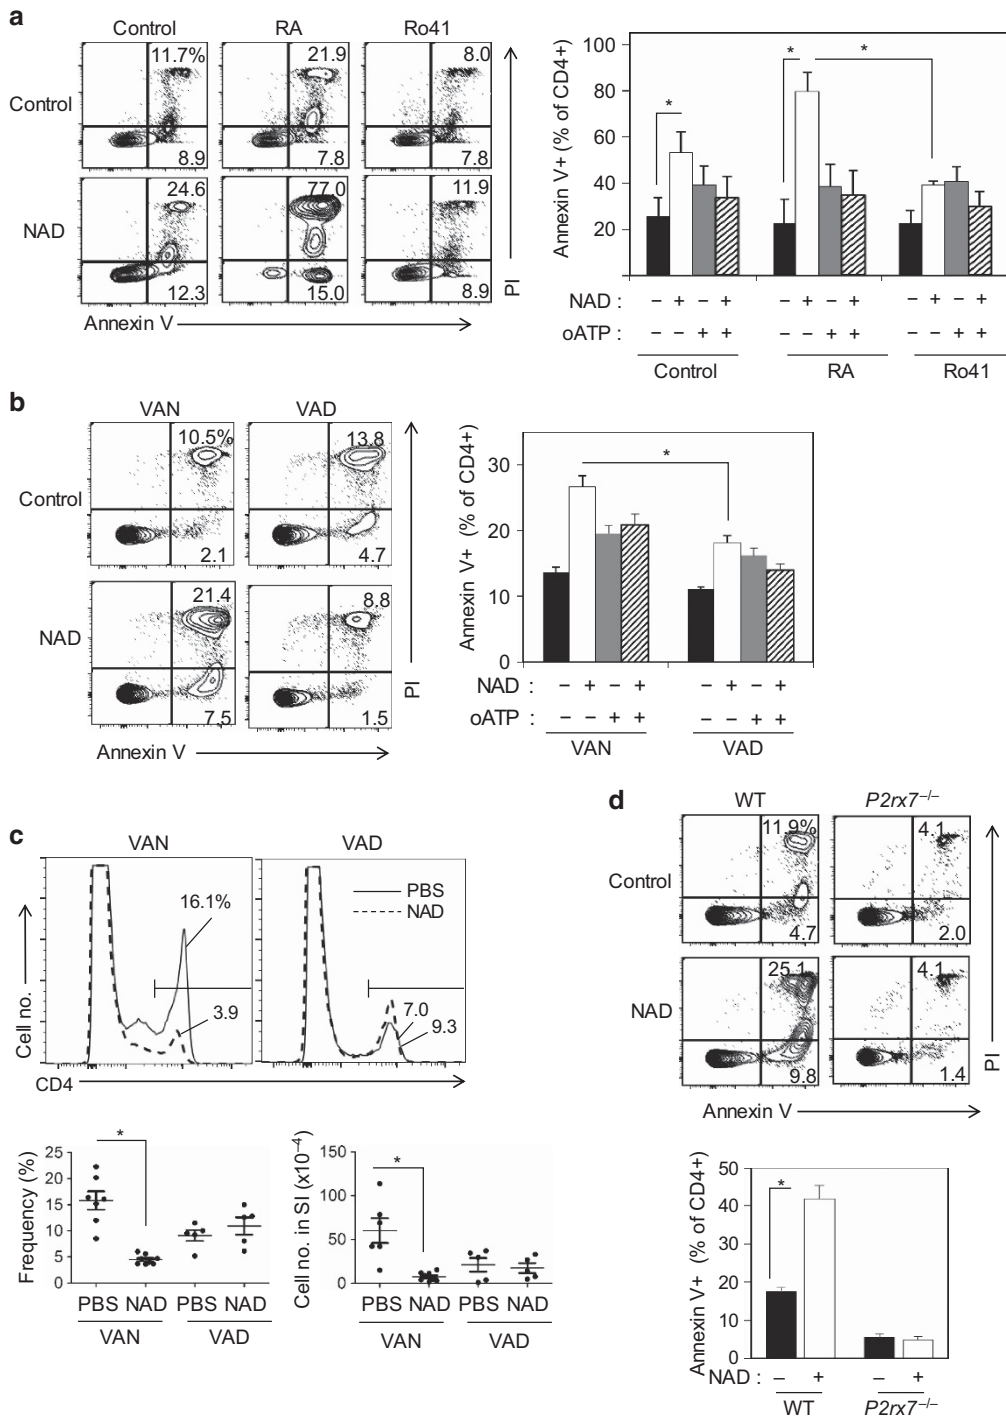 a
Control RA Ro41
Control
11.7% 21.9 8.0
8.9 7.8 7.8
NAD
24.6 77.0 11.9
12.3 15.0 8.9
Annexin V
PI
Annexin V+ (% of CD4+)
100
80
60
40
20
* * *
NAD : – + – + – + – + – + – +
oATP : – – + + – – + + – – + +
Control RA Ro41
b
VAN VAD
Control
10.5% 13.8
2.1 4.7
NAD
21.4 8.8
7.5 1.5
Annexin V
PI
Annexin V+ (% of CD4+)
30
20
10
0
*
NAD : – + – + – + – +
oATP : – – + + – – + +
VAN VAD
c
VAN VAD
Cell no.
16.1%
3.9
PBS
NAD
7.0
9.3
CD4
Frequency (%)
25
20
15
10
5
0
*
PBS NAD PBS NAD
VAN VAD
Cell no. in SI (x10–4)
150
100
50
0
*
PBS NAD PBS NAD
VAN VAD
d
WT P2rx7–/–
Control
11.9% 4.1
4.7 2.0
NAD
25.1 4.1
9.8 1.4
Annexin V
PI
Annexin V+ (% of CD4+)
50
40
30
20
10
0
*
NAD : – + – +
WT P2rx7–/–